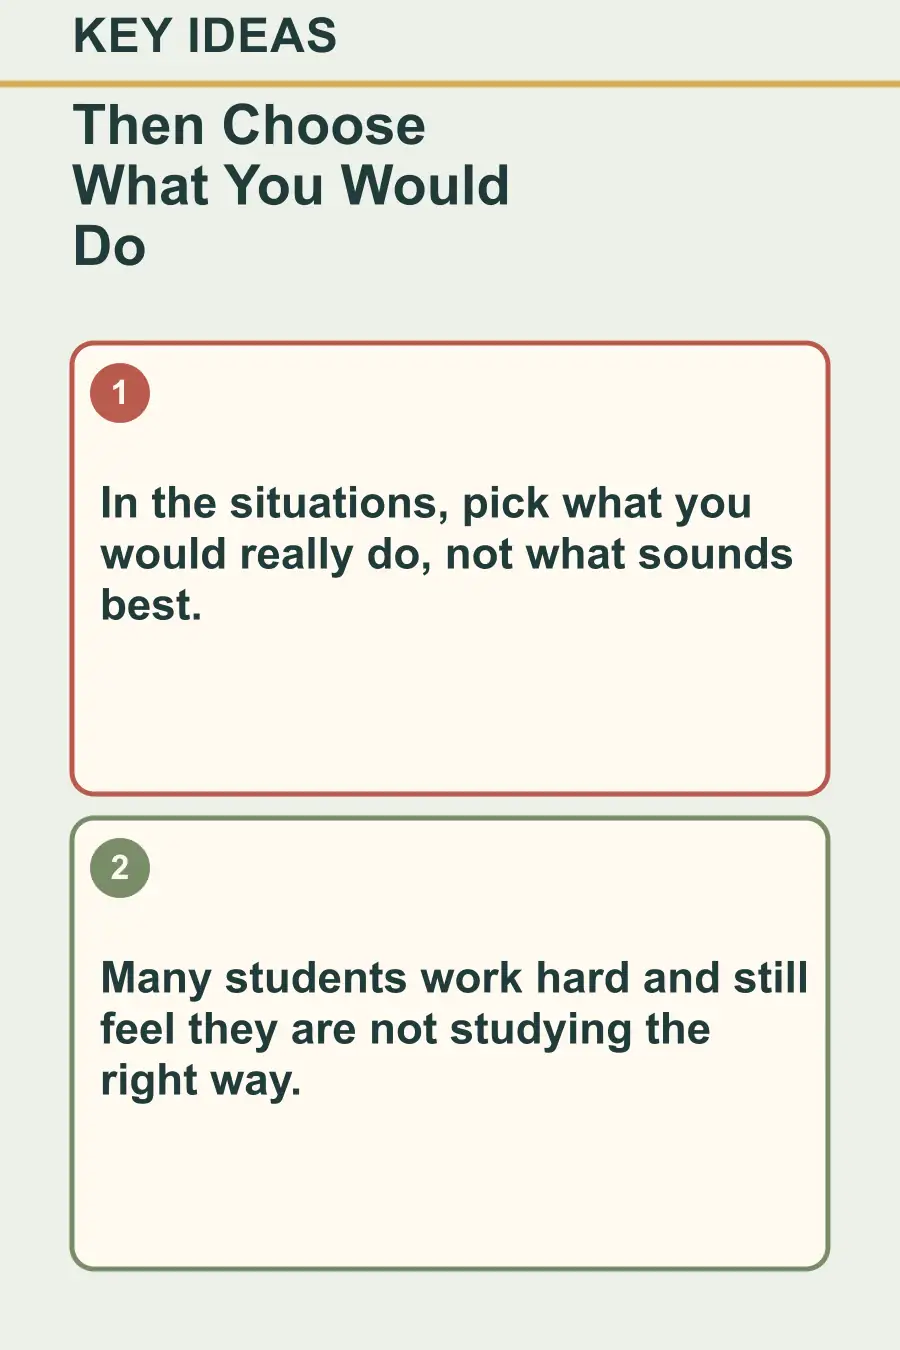 KEY IDEAS
Then Choose
What You Would
Do
1
In the situations, pick what you
would really do, not what sounds
best.
2
Many students work hard and still
feel they are not studying the
right way.